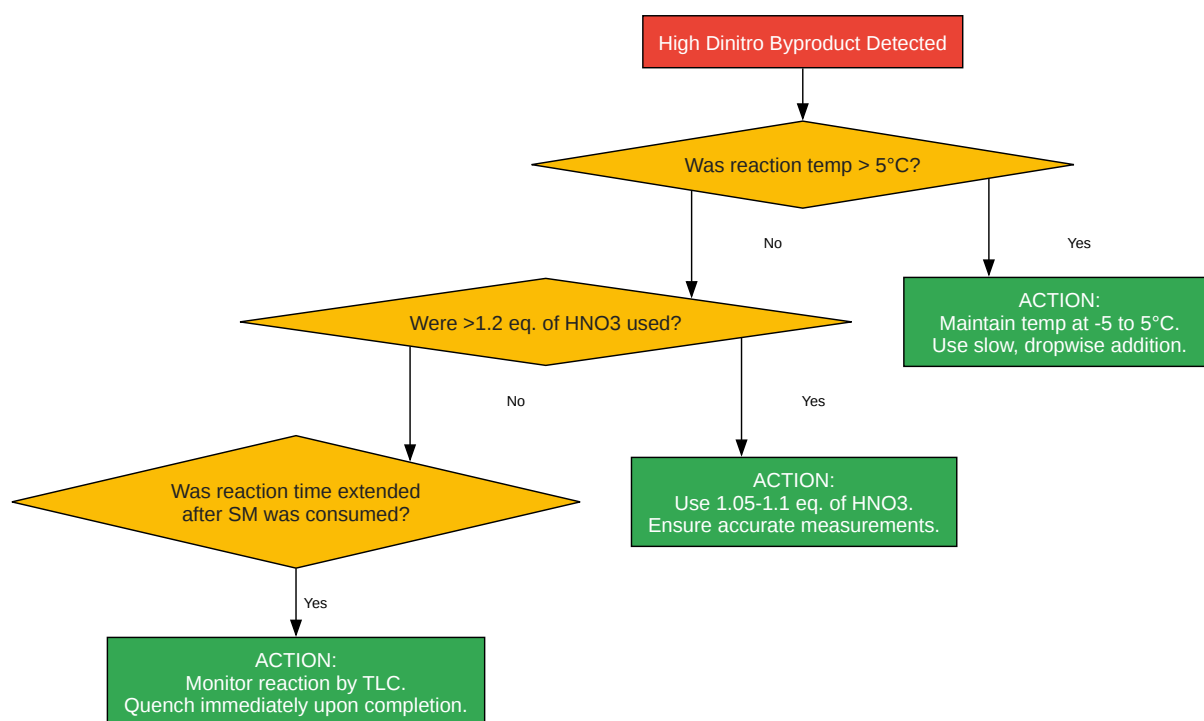 High Dinitro Byproduct Detected
Was reaction temp > 5°C?
No
Yes
ACTION:
Maintain temp at -5 to 5°C.
Use slow, dropwise addition.
Were >1.2 eq. of HNO3 used?
No
Yes
ACTION:
Use 1.05-1.1 eq. of HNO3.
Ensure accurate measurements.
Was reaction time extended
after SM was consumed?
Yes
ACTION:
Monitor reaction by TLC.
Quench immediately upon completion.